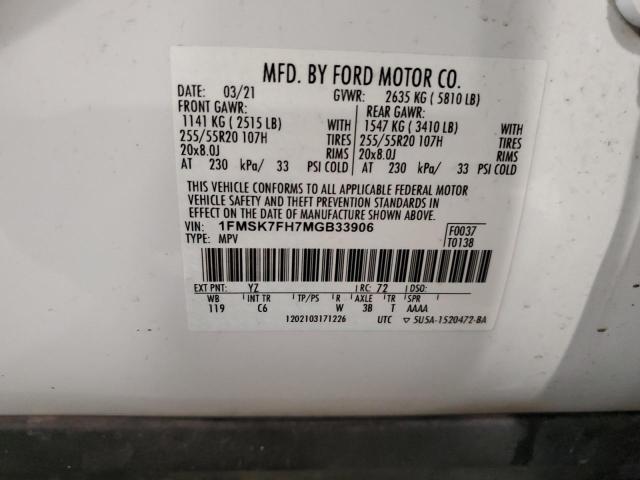 MFD. BY FORD MOTOR CO.
DATE: 03/21 GVWR: 2635 KG ( 5810 LB)
FRONT GAWR: REAR GAWR:
1141 KG ( 2515 LB) WITH 1547 KG ( 3410 LB) WITH
255/55R20 107H TIRES 255/55R20 107H TIRES
20x8.0J RIMS 20x8.0J RIMS
AT 230 kPa/ 33 PSI COLD AT 230 kPa/ 33 PSI COLD
THIS VEHICLE CONFORMS TO ALL APPLICABLE FEDERAL MOTOR
VEHICLE SAFETY AND THEFT PREVENTION STANDARDS IN
EFFECT ON THE DATE OF MANUFACTURE SHOWN ABOVE.
VIN: 1FMSK7FH7MGB33906 F0037
TYPE: MPV T0138
EXT PNT: YZ RC: 72 DSO:
WB INT TR TP/PS R AXLE TR SPR
119 C6 W 3B T AAAA
1202103171226 UTC 5U5A-1520472-BA